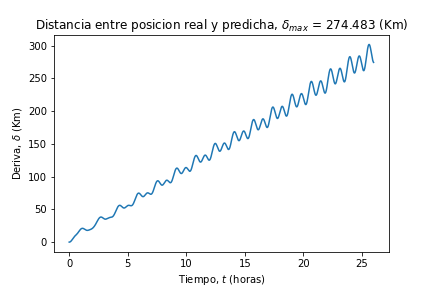 Distancia entre posicion real y predicha, δ_max = 274.483 (Km)
300
250
200
150
100
50
0
Deriva, δ (Km)
0 5 10 15 20 25
Tiempo, t (horas)